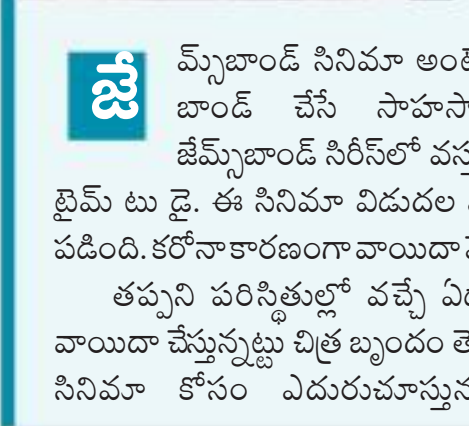 జేమ్స్‌బాండ్ సినిమా అంటే
బాండ్ చేసే సాహసా
జేమ్స్‌బాండ్ సిరీస్‌లో వస్త
టైమ్ టు డై. ఈ సినిమా విడుదల
పడింది. కరోనా కారణంగా వాయిదా
తప్పని పరిస్థితుల్లో వచ్చే ఏ
వాయిదా చేస్తున్నట్టు చిత్ర బృందం తె
సినిమా కోసం ఎదురుచూస్తున